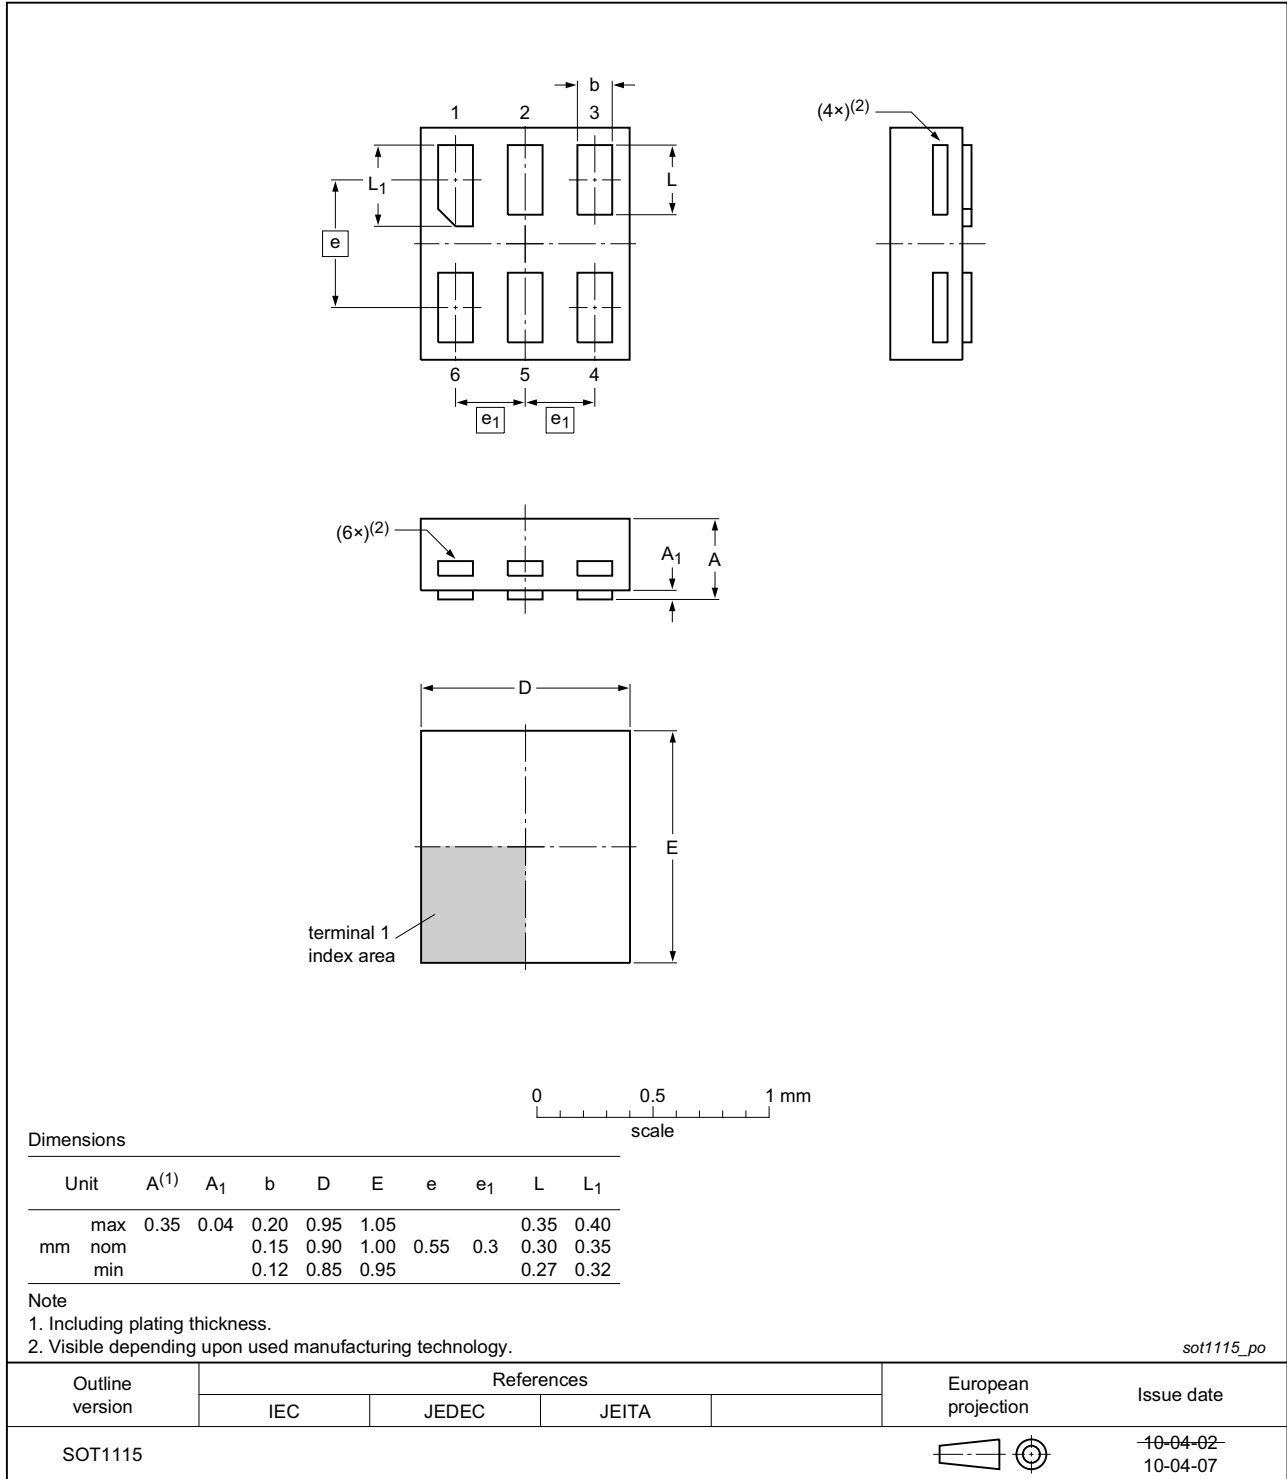 b
1 2 3
(4×)(2)
L1
L
e
6 5 4
e1 e1
(6×)(2)
A1 A
D
E
terminal 1
index area
0 0.5 1 mm
scale
Dimensions
Unit A(1) A1 b D E e e1 L L1
max 0.35 0.04 0.20 0.95 1.05 0.35 0.40
mm nom 0.15 0.90 1.00 0.55 0.3 0.30 0.35
min 0.12 0.85 0.95 0.27 0.32
Note
1. Including plating thickness.
2. Visible depending upon used manufacturing technology.
sot1115_po
Outline
version
References
IEC JEDEC JEITA
European
projection
Issue date
SOT1115
10-04-02
10-04-07